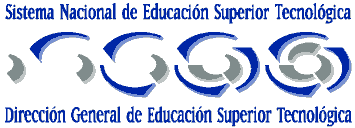 Sistema Nacional de Educación Superior Tecnológica
Dirección General de Educación Superior Tecnológica